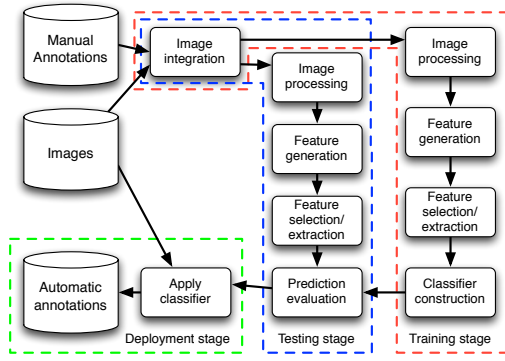 Manual
Annotations
Image
integration
Image
processing
Image
processing
Images
Feature
generation
Feature
generation
Feature
selection/
extraction
Feature
selection/
extraction
Automatic
annotations
Apply
classifier
Prediction
evaluation
Classifier
construction
Deployment stage
Testing stage
Training stage